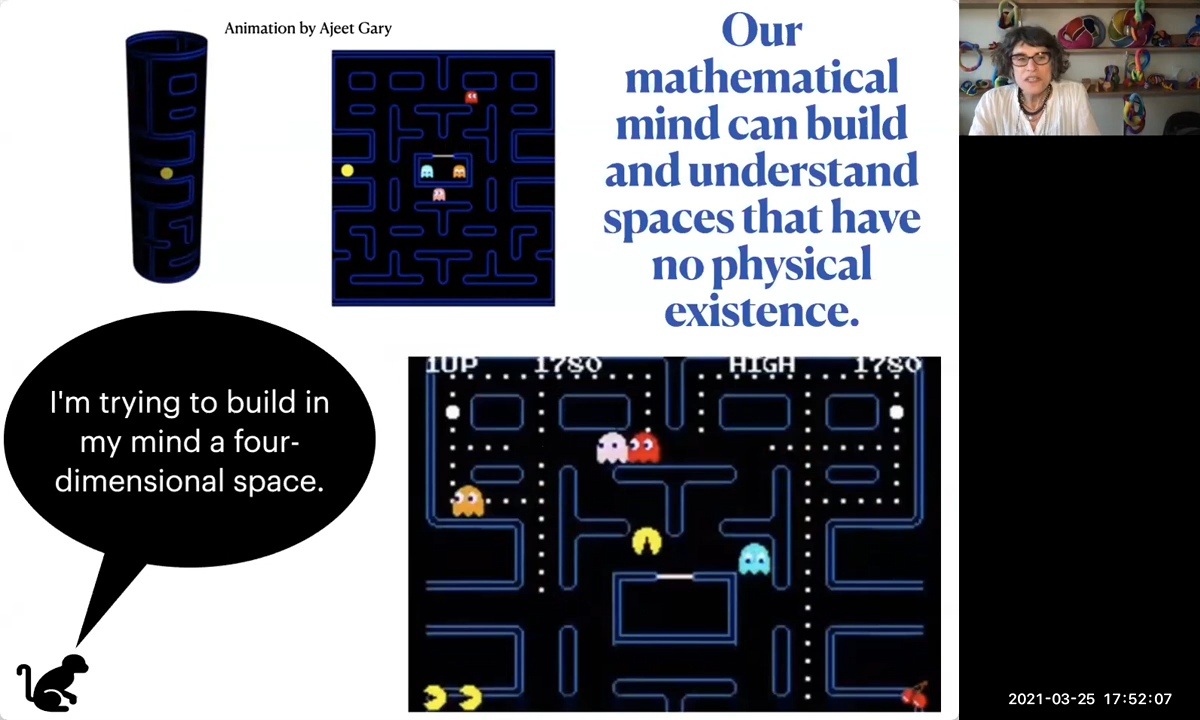 Animation by Ajeet Gary
Our
mathematical
mind can build
and understand
spaces that have
no physical
existence.
I'm trying to build in
my mind a four-
dimensional space.
1UP 1780 HIGH 1780
2021-03-25 17:52:07